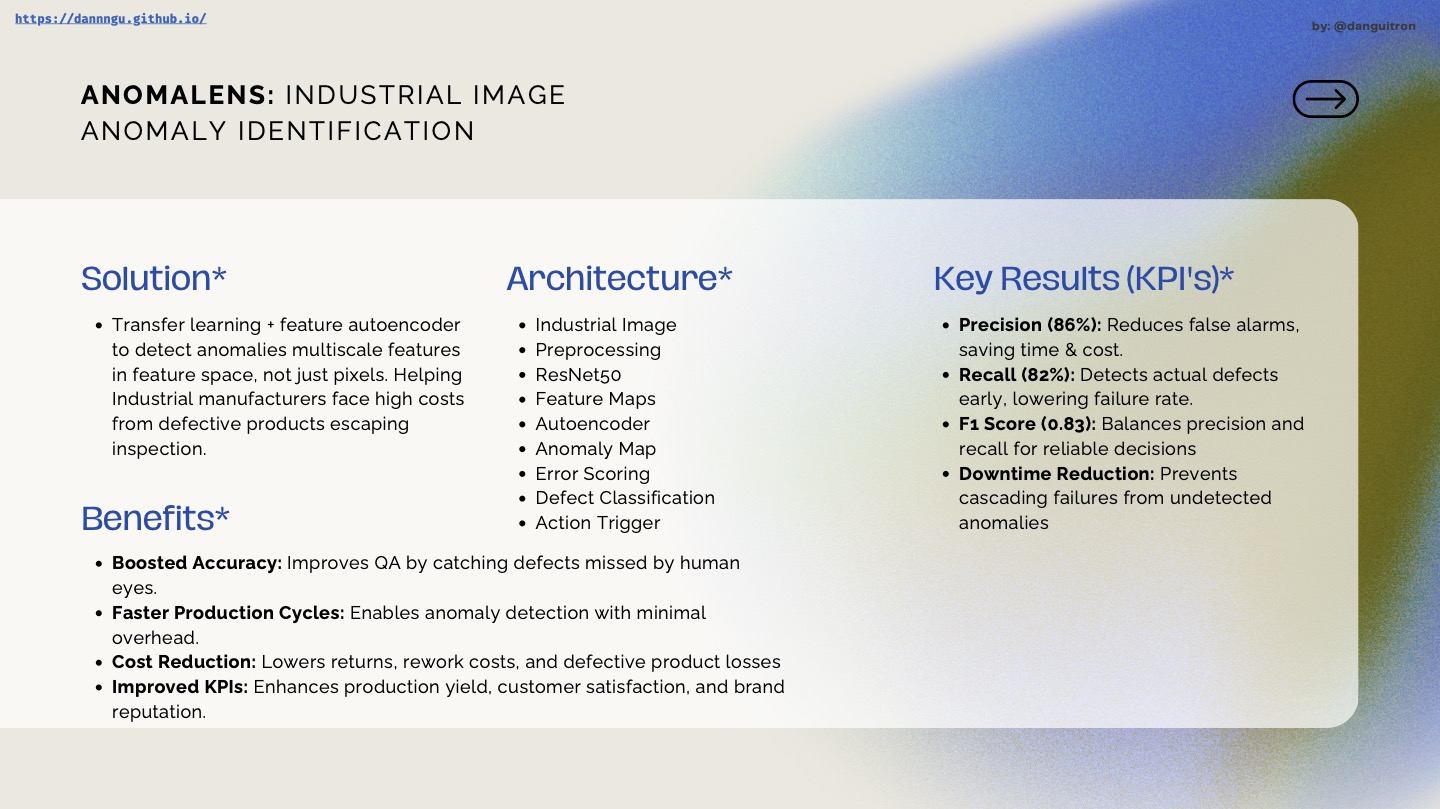 https://dannngu.github.io/
by: @danguitron
ANOMALENS: INDUSTRIAL IMAGE
ANOMALY IDENTIFICATION
Solution*
• Transfer learning + feature autoencoder
to detect anomalies multiscale features
in feature space, not just pixels. Helping
Industrial manufacturers face high costs
from defective products escaping
inspection.
Architecture*
• Industrial Image
• Preprocessing
• ResNet50
• Feature Maps
• Autoencoder
• Anomaly Map
• Error Scoring
• Defect Classification
• Action Trigger
Key Results (KPI's)*
• Precision (86%): Reduces false alarms,
saving time & cost.
• Recall (82%): Detects actual defects
early, lowering failure rate.
• F1 Score (0.83): Balances precision and
recall for reliable decisions
• Downtime Reduction: Prevents
cascading failures from undetected
anomalies
Benefits*
• Boosted Accuracy: Improves QA by catching defects missed by human
eyes.
• Faster Production Cycles: Enables anomaly detection with minimal
overhead.
• Cost Reduction: Lowers returns, rework costs, and defective product losses
• Improved KPIs: Enhances production yield, customer satisfaction, and brand
reputation.